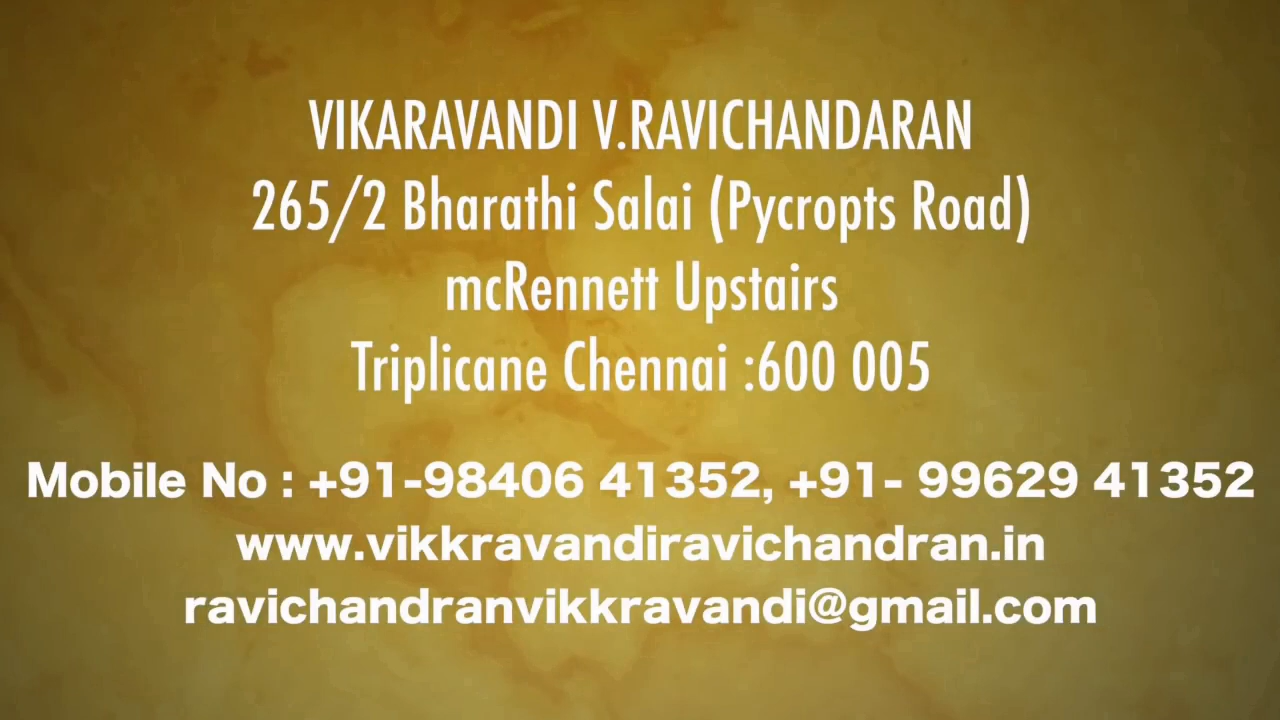 VIKARAVANDI V.RAVICHANDARAN
265/2 Bharathi Salai (Pycropts Road)
mcRennett Upstairs
Triplicane Chennai :600 005
Mobile No : +91-98406 41352, +91- 99629 41352
www.vikkravandiravichandran.in
ravichandranvikkravandi@gmail.com